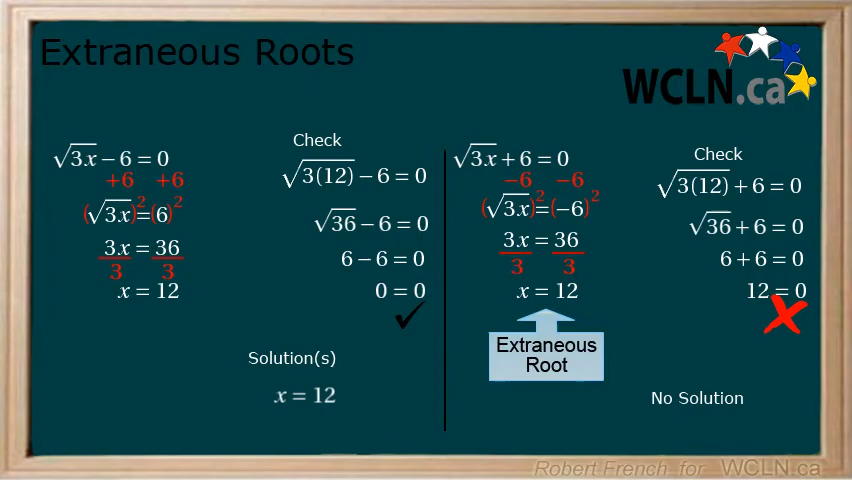 Extraneous Roots
WCLN.ca
√3x − 6 = 0
+6 +6
(√3x)² = (6)²
3x = 36
3 3
x = 12
Check
√3(12) − 6 = 0
√36 − 6 = 0
6 − 6 = 0
0 = 0
Solution(s)
x = 12
√3x + 6 = 0
−6 −6
(√3x)² = (−6)²
3x = 36
3 3
x = 12
Extraneous
Root
Check
√3(12) + 6 = 0
√36 + 6 = 0
6 + 6 = 0
12 = 0
No Solution
Robert French for WCLN.ca